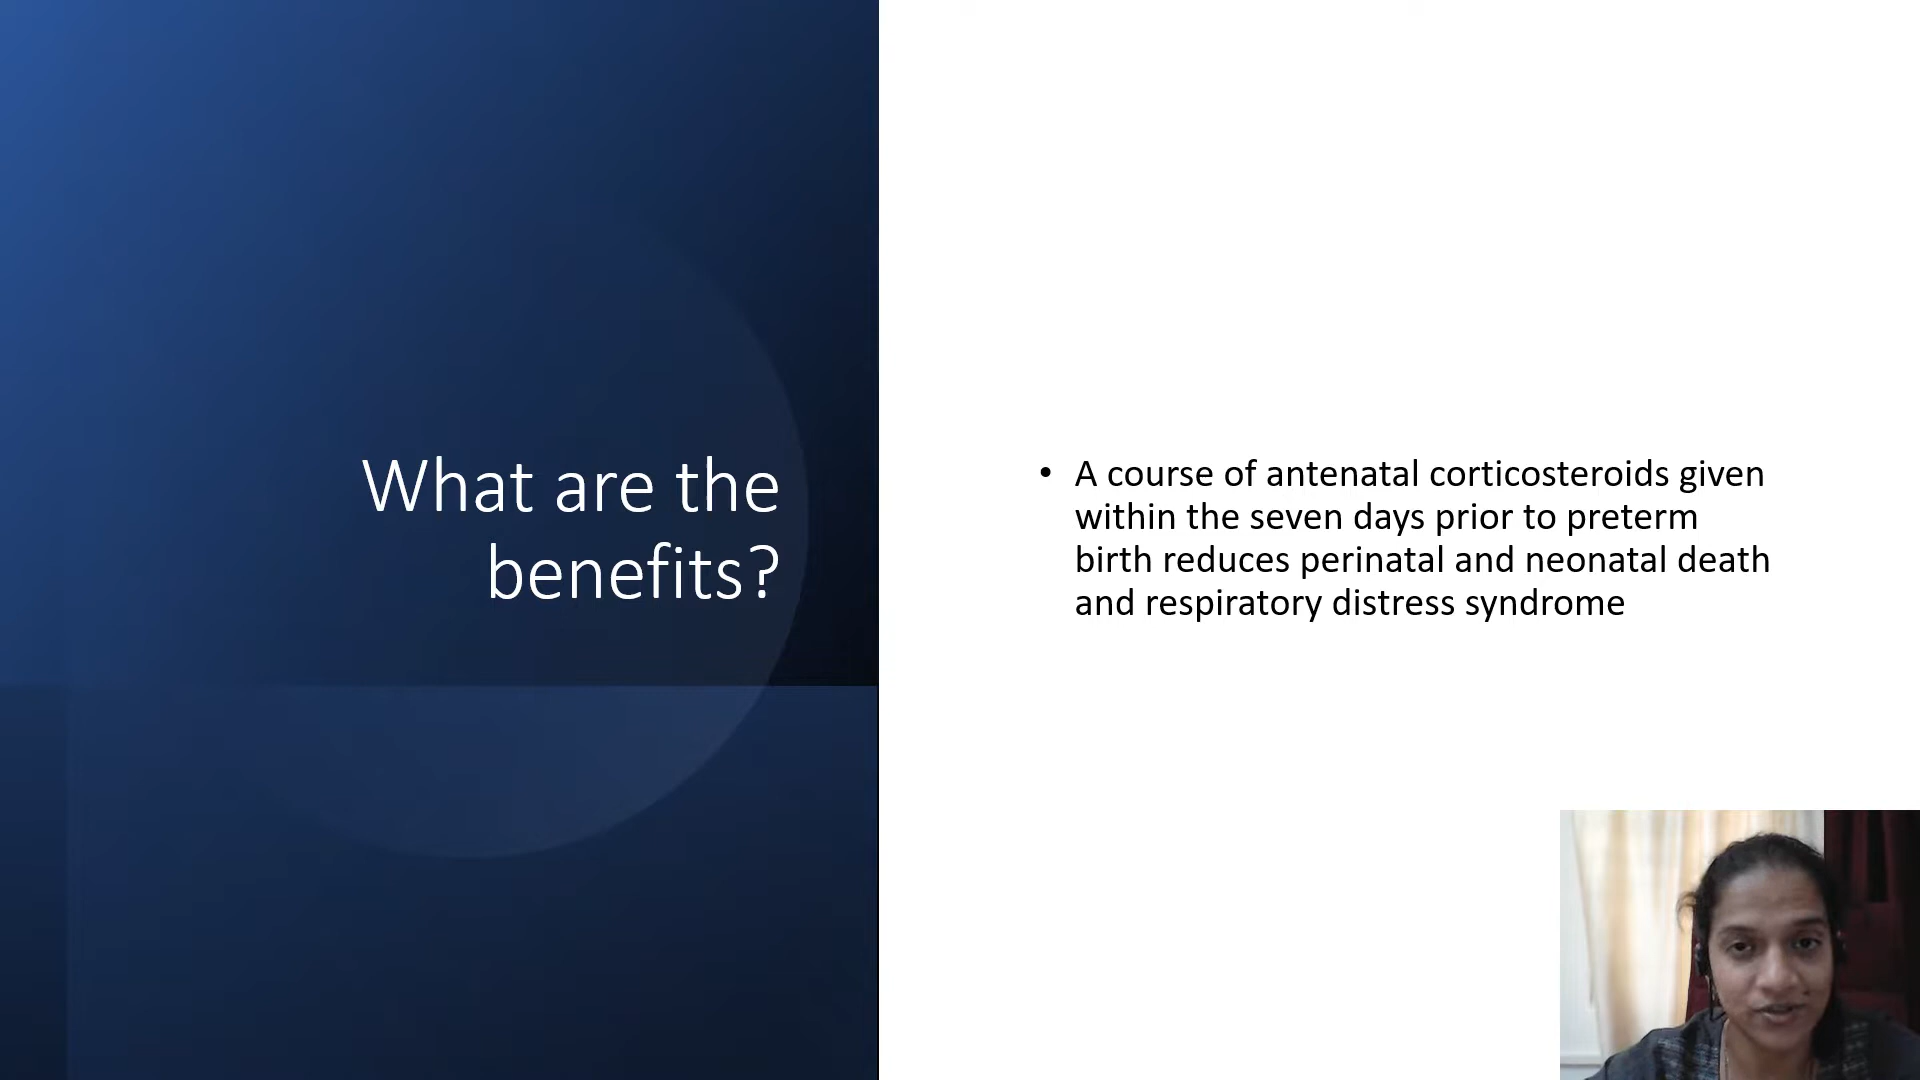 What are the
benefits?
• A course of antenatal corticosteroids given
within the seven days prior to preterm
birth reduces perinatal and neonatal death
and respiratory distress syndrome